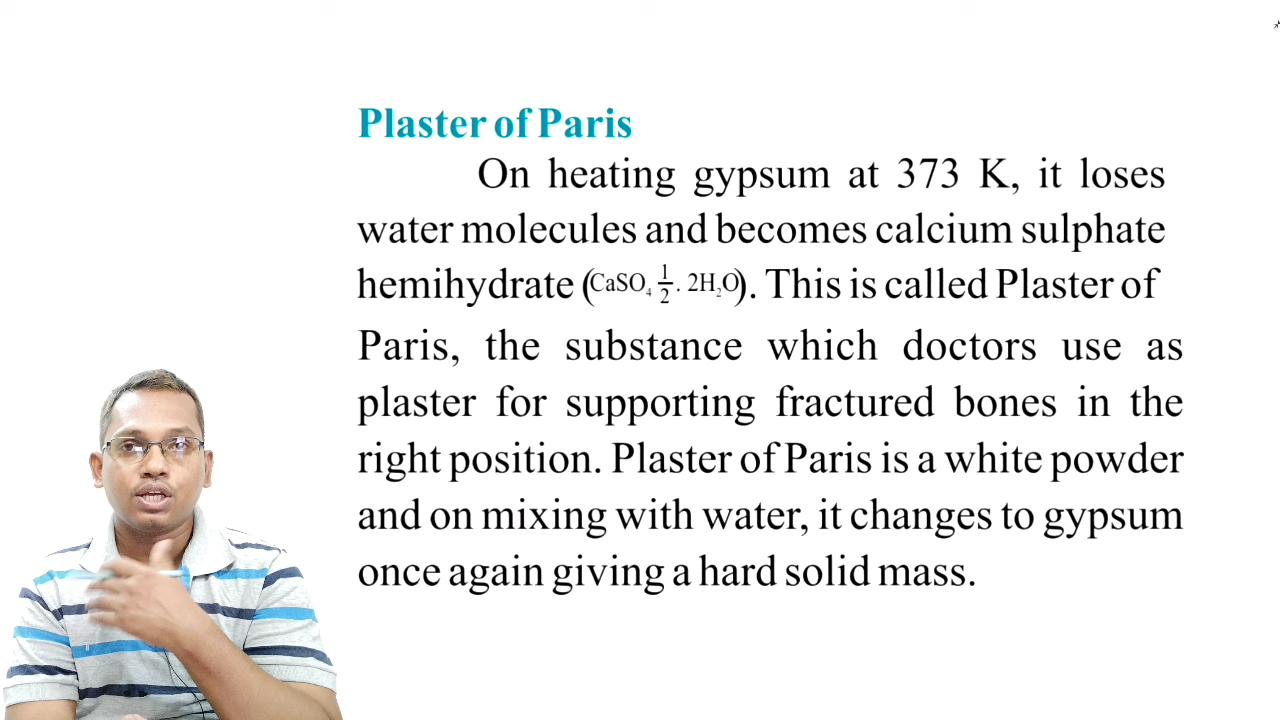 Plaster of Paris
On heating gypsum at 373 K, it loses
water molecules and becomes calcium sulphate
hemihydrate (CaSO₄ 1/2 . 2H₂O). This is called Plaster of
Paris, the substance which doctors use as
plaster for supporting fractured bones in the
right position. Plaster of Paris is a white powder
and on mixing with water, it changes to gypsum
once again giving a hard solid mass.